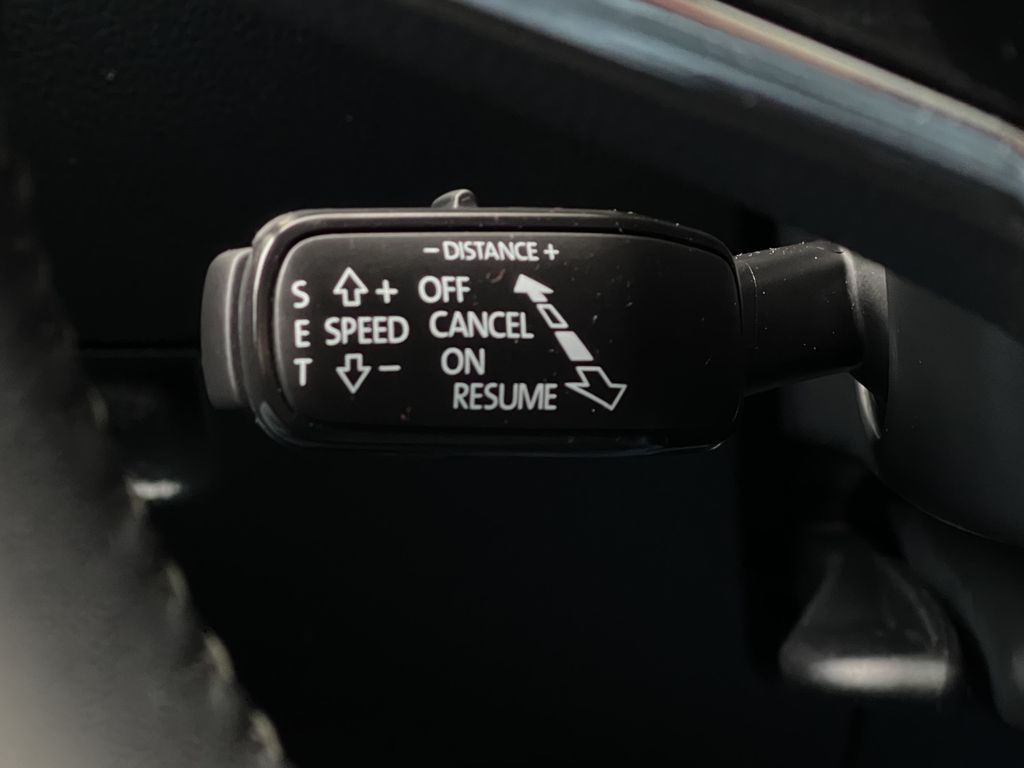 − DISTANCE +
S + OFF
E SPEED CANCEL
T − ON
RESUME